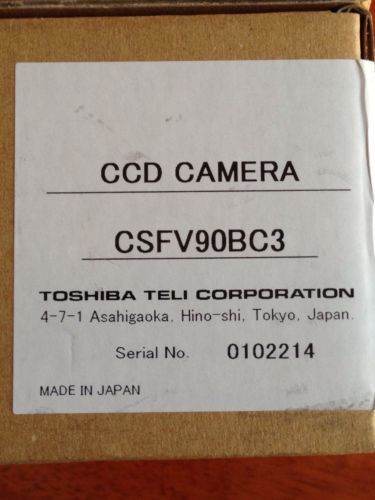 CCD CAMERA
CSFV90BC3
TOSHIBA TELI CORPORATION
4-7-1 Asahigaoka, Hino-shi, Tokyo, Japan.
Serial No. 0102214
MADE IN JAPAN